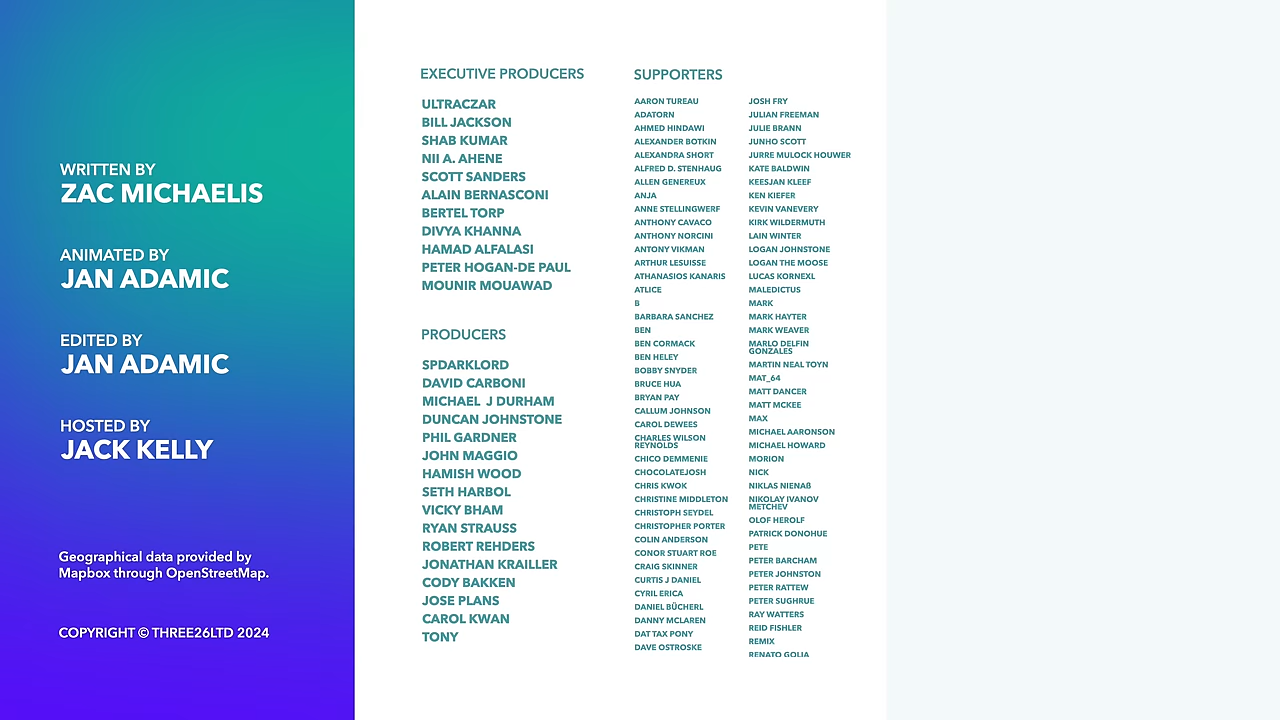 WRITTEN BY
ZAC MICHAELIS
ANIMATED BY
JAN ADAMIC
EDITED BY
JAN ADAMIC
HOSTED BY
JACK KELLY
Geographical data provided by
Mapbox through OpenStreetMap.
COPYRIGHT © THREE26LTD 2024
EXECUTIVE PRODUCERS
ULTRACZAR
BILL JACKSON
SHAB KUMAR
NII A. AHENE
SCOTT SANDERS
ALAIN BERNASCONI
BERTEL TORP
DIVYA KHANNA
HAMAD ALFALASI
PETER HOGAN-DE PAUL
MOUNIR MOUAWAD
PRODUCERS
SPDARKLORD
DAVID CARBONI
MICHAEL J DURHAM
DUNCAN JOHNSTONE
PHIL GARDNER
JOHN MAGGIO
HAMISH WOOD
SETH HARBOL
VICKY BHAM
RYAN STRAUSS
ROBERT REHDERS
JONATHAN KRAILLER
CODY BAKKEN
JOSE PLANS
CAROL KWAN
TONY
SUPPORTERS
AARON TUREAU
ADATORN
AHMED HINDAWI
ALEXANDER BOTKIN
ALEXANDRA SHORT
ALFRED D. STENHAUG
ALLEN GENEREUX
ANJA
ANNE STELLINGWERF
ANTHONY CAVACO
ANTHONY NORCINI
ANTONY VIKMAN
ARTHUR LESUISSE
ATHANASIOS KANARIS
ATLICE
B
BARBARA SANCHEZ
BEN
BEN CORMACK
BEN HELEY
BOBBY SNYDER
BRUCE HUA
BRYAN PAY
CALLUM JOHNSON
CAROL DEWEES
CHARLES WILSON
REYNOLDS
CHICO DEMMENIE
CHOCOLATEJOSH
CHRIS KWOK
CHRISTINE MIDDLETON
CHRISTOPH SEYDEL
CHRISTOPHER PORTER
COLIN ANDERSON
CONOR STUART ROE
CRAIG SKINNER
CURTIS J DANIEL
CYRIL ERICA
DANIEL BÜCHERL
DANNY MCLAREN
DAT TAX PONY
DAVE OSTROSKE
JOSH FRY
JULIAN FREEMAN
JULIE BRANN
JUNHO SCOTT
JURRE MULOCK HOUWER
KATE BALDWIN
KEESJAN KLEEF
KEN KIEFER
KEVIN VANEVERY
KIRK WILDERMUTH
LAIN WINTER
LOGAN JOHNSTONE
LOGAN THE MOOSE
LUCAS KORNEXL
MALEDICTUS
MARK
MARK HAYTER
MARK WEAVER
MARLO DELFIN
GONZALES
MARTIN NEAL TOYN
MAT_64
MATT DANCER
MATT MCKEE
MAX
MICHAEL AARONSON
MICHAEL HOWARD
MORION
NICK
NIKLAS NIENAß
NIKOLAY IVANOV
METCHEV
OLOF HEROLF
PATRICK DONOHUE
PETE
PETER BARCHAM
PETER JOHNSTON
PETER RATTEW
PETER SUGHRUE
RAY WATTERS
REID FISHLER
REMIX
RENATO GOLIA